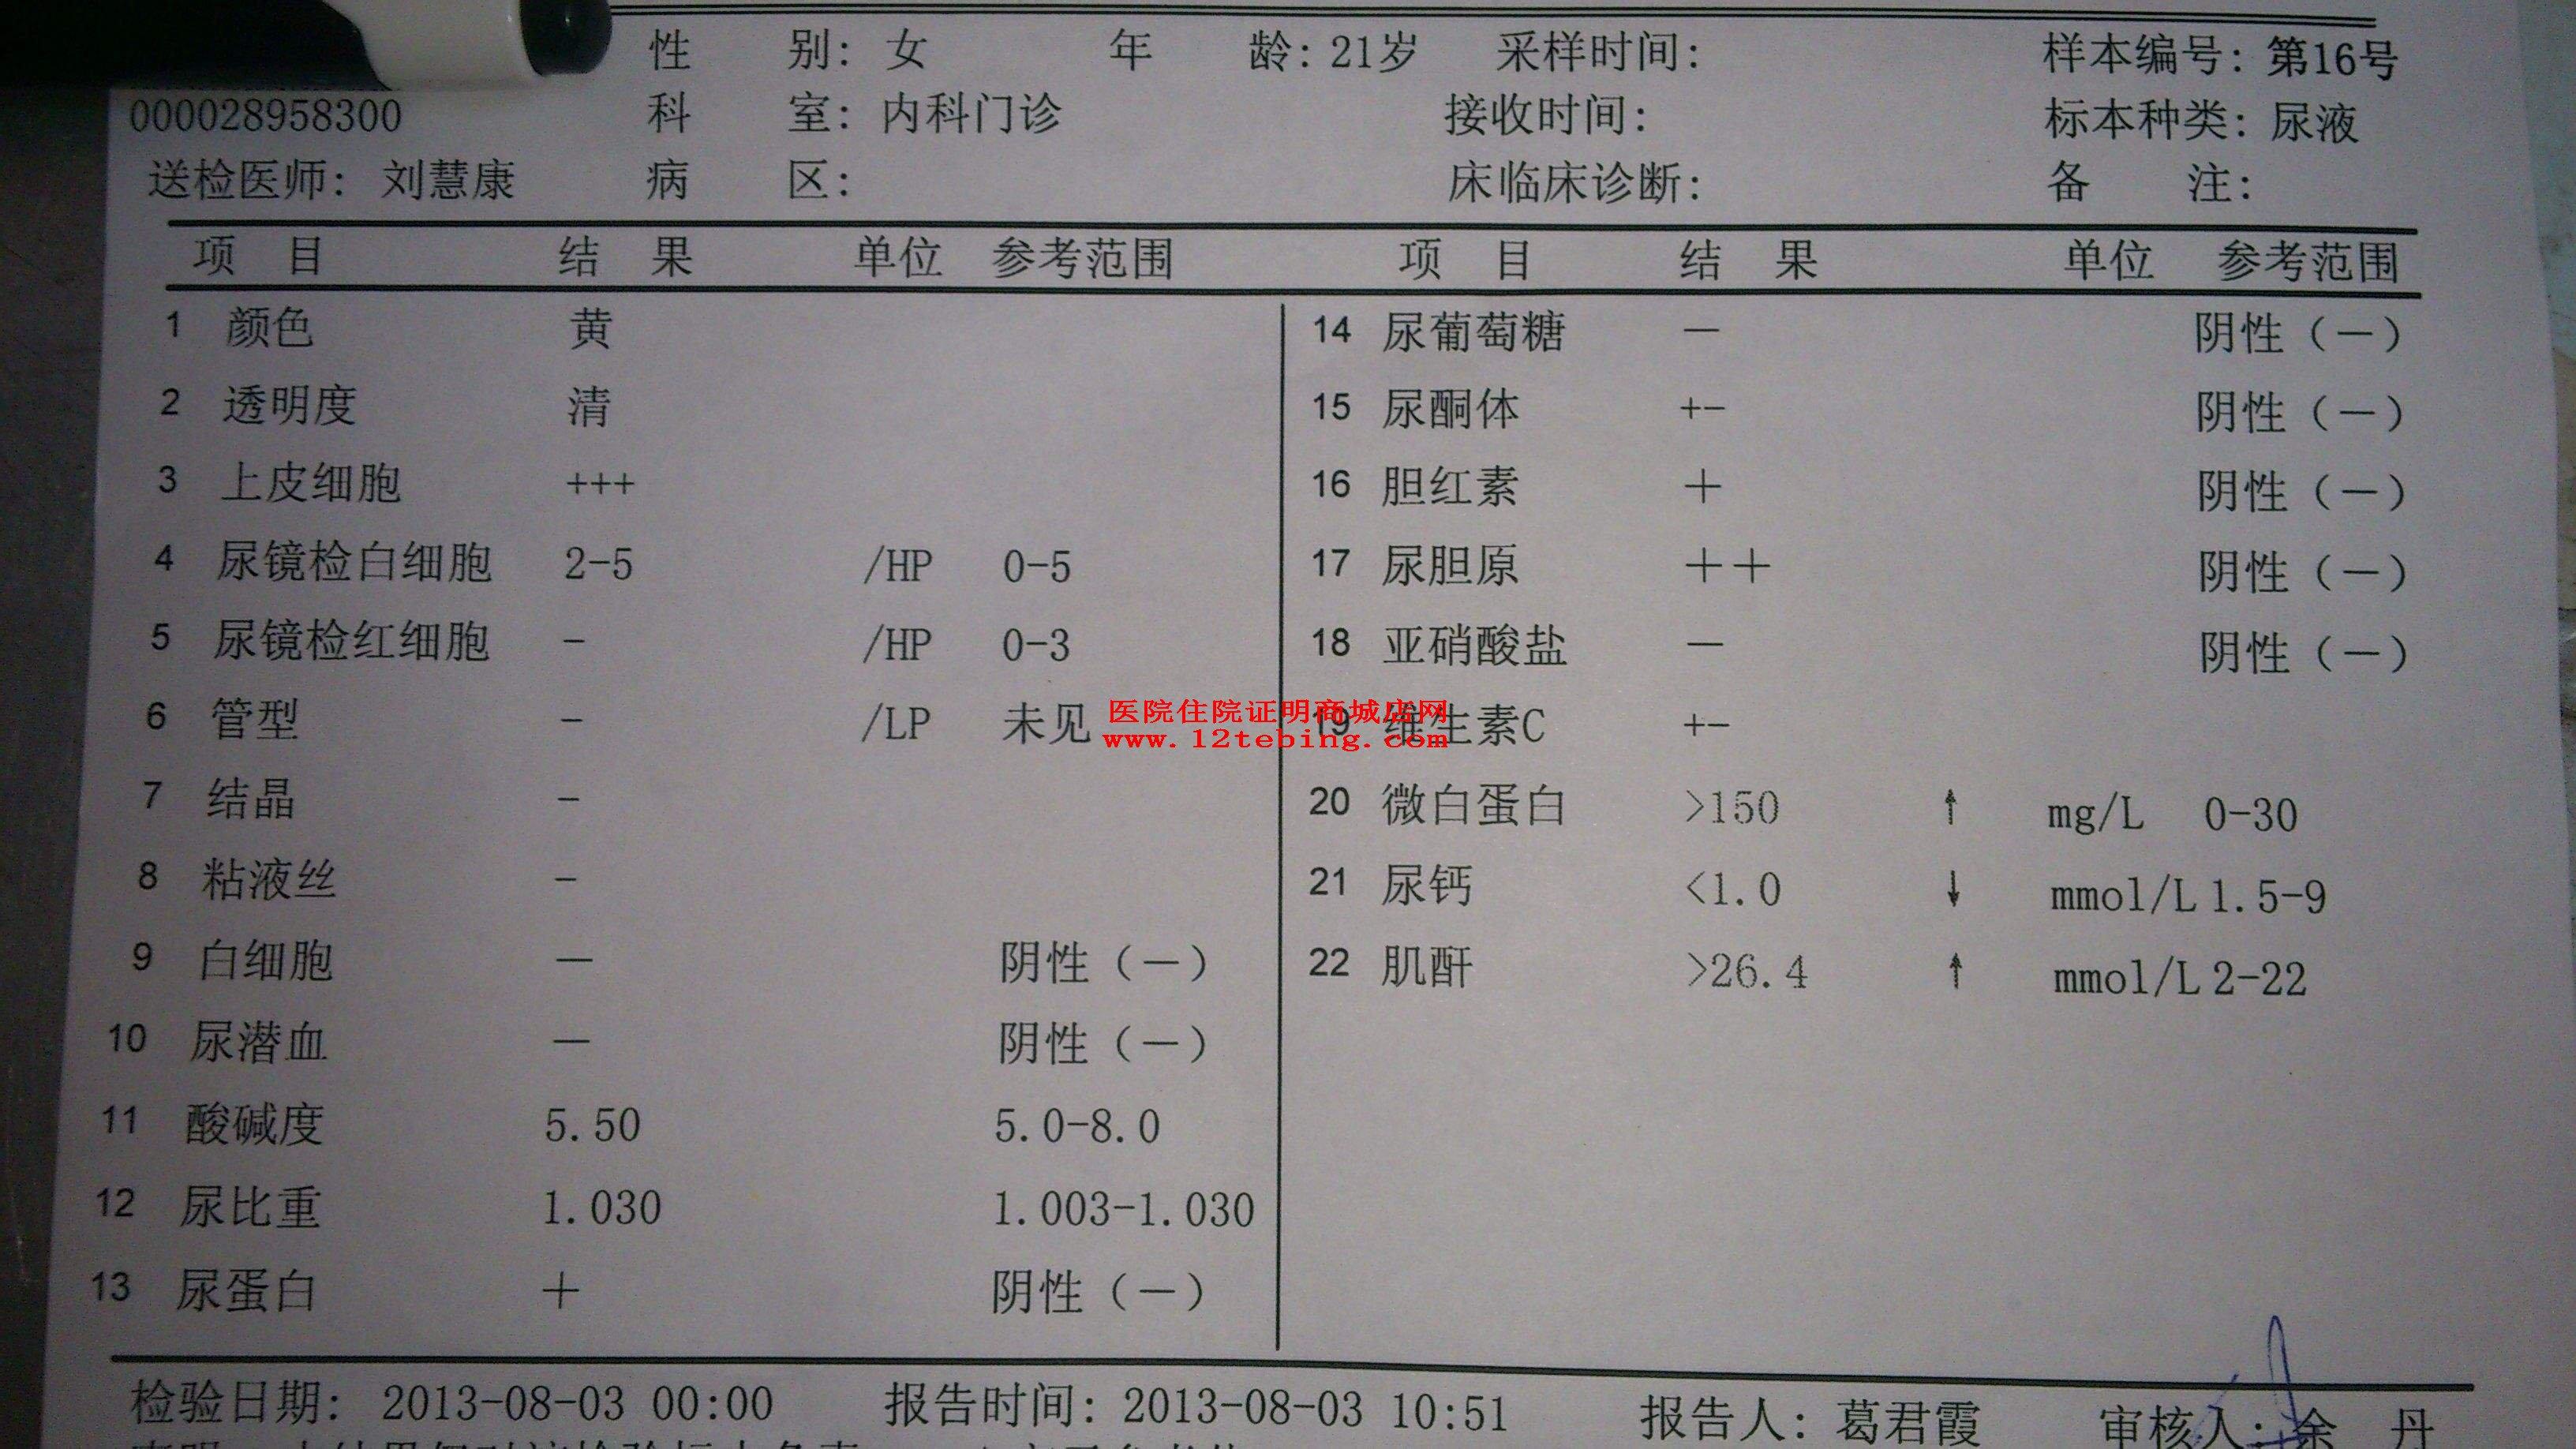 性 别: 女 年 龄: 21岁 采样时间: 样本编号: 第16号
000028958300 科 室: 内科门诊 接收时间: 标本种类: 尿液
送检医师: 刘慧康 病 区: 床临床诊断: 备 注:
项 目 结 果 单位 参考范围 项 目 结 果 单位 参考范围
1 颜色 黄 14 尿葡萄糖 — 阴性(—)
2 透明度 清 15 尿酮体 +- 阴性(—)
3 上皮细胞 +++ 16 胆红素 + 阴性(—)
4 尿镜检白细胞 2-5 /HP 0-5 17 尿胆原 ++ 阴性(—)
5 尿镜检红细胞 - /HP 0-3 18 亚硝酸盐 — 阴性(—)
6 管型 - /LP 未见 19 维生素C +-
医院住院证明商城店网
www.12tebing.com
7 结晶 - 20 微白蛋白 >150 ↑ mg/L 0-30
8 粘液丝 - 21 尿钙 <1.0 ↓ mmol/L 1.5-9
9 白细胞 — 阴性(—) 22 肌酐 >26.4 ↑ mmol/L 2-22
10 尿潜血 — 阴性(—)
11 酸碱度 5.50 5.0-8.0
12 尿比重 1.030 1.003-1.030
13 尿蛋白 + 阴性(—)
检验日期: 2013-08-03 00:00 报告时间: 2013-08-03 10:51 报告人: 葛君霞 审核人: 余 丹